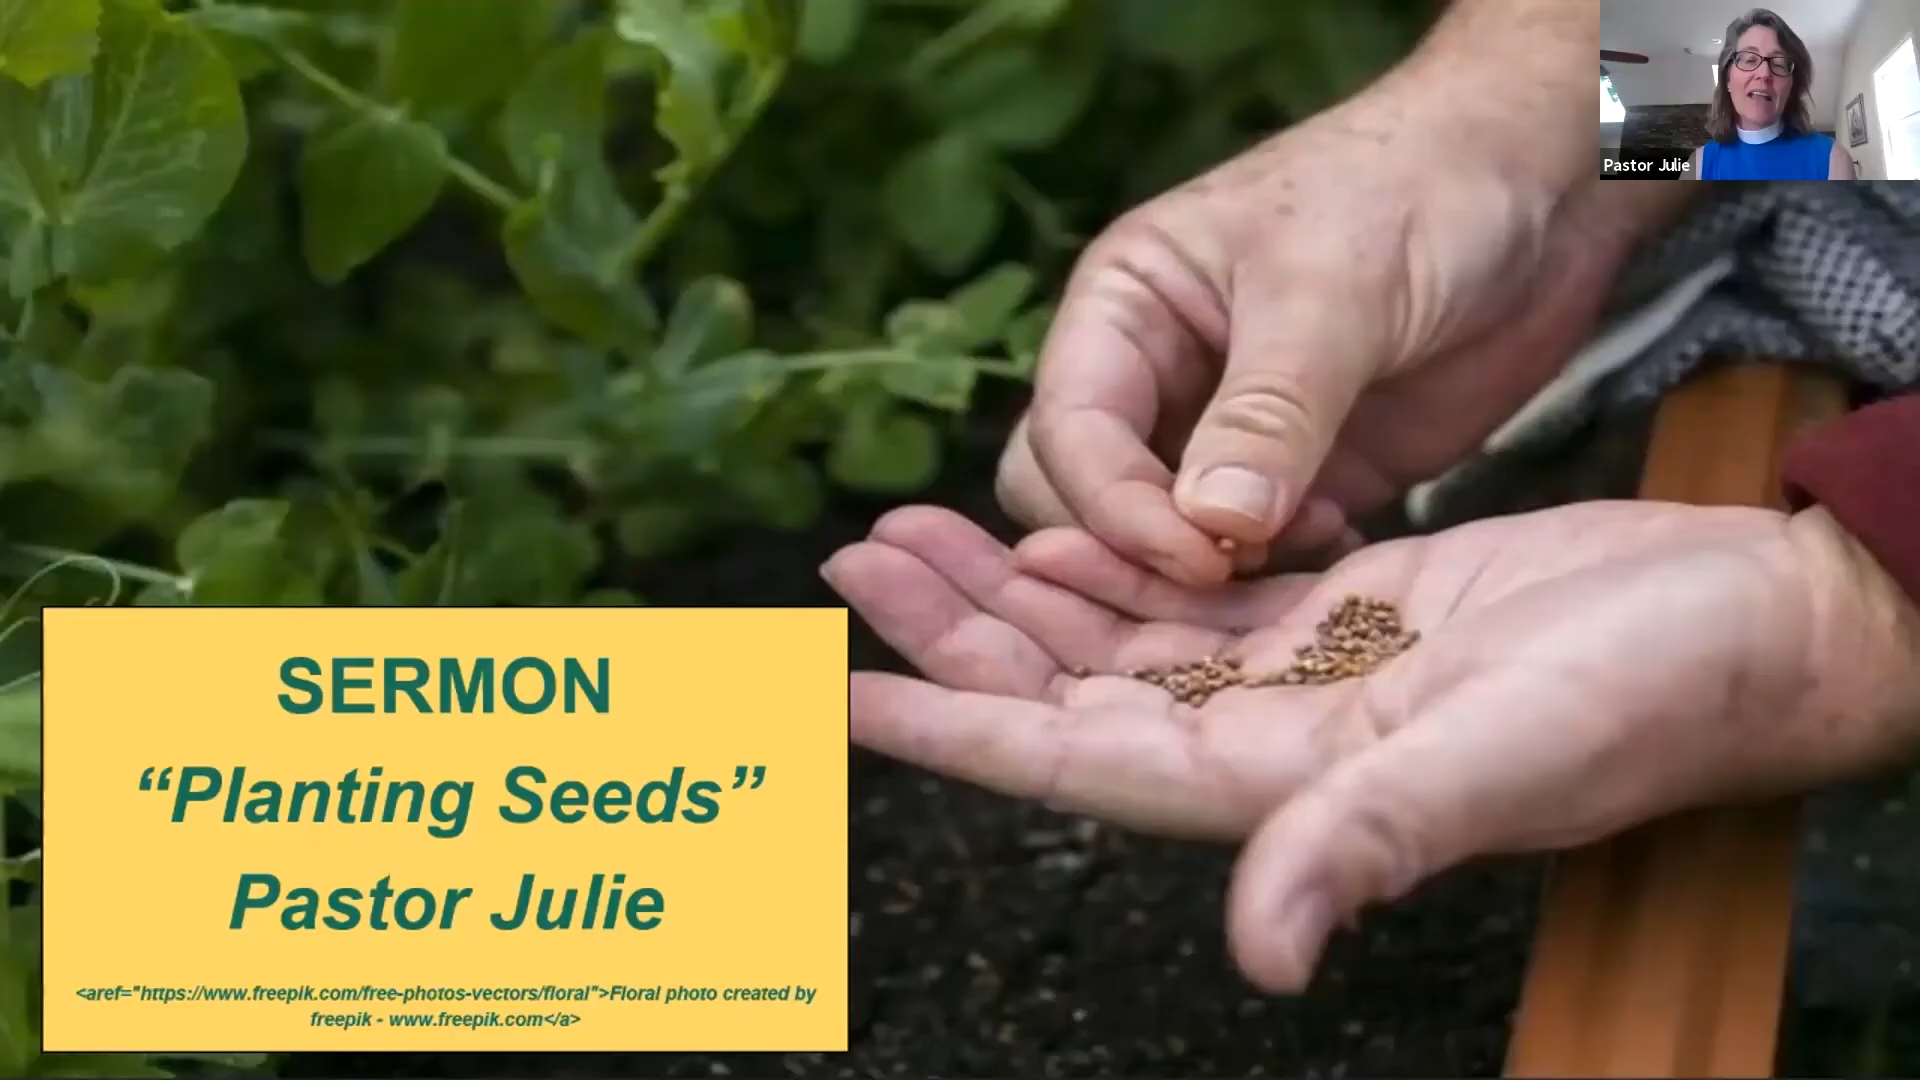 Pastor Julie
SERMON
“Planting Seeds”
Pastor Julie
<aref="https://www.freepik.com/free-photos-vectors/floral">Floral photo created by
freepik - www.freepik.com</a>